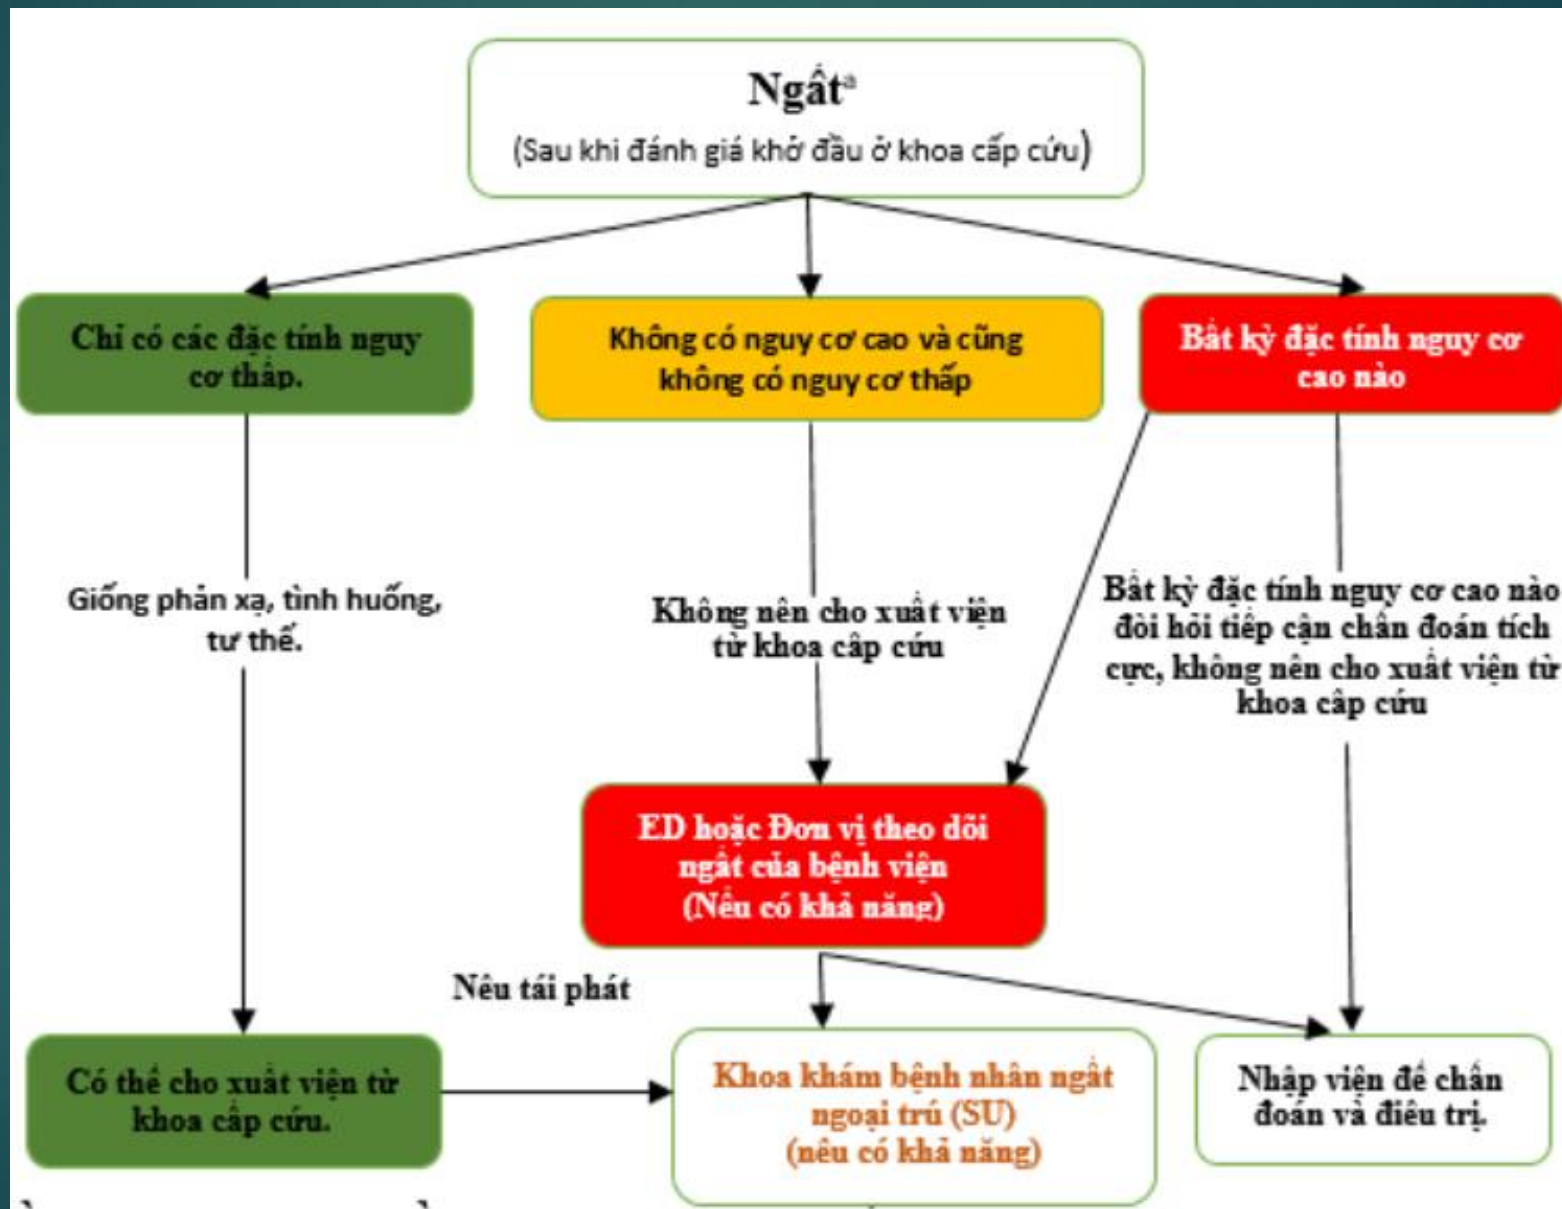 Ngấtª
(Sau khi đánh giá khở đầu ở khoa cấp cứu)
Chỉ có các đặc tính nguy
cơ thấp.
Không có nguy cơ cao và cũng
không có nguy cơ thấp
Bất kỳ đặc tính nguy cơ
cao nào
Giống phản xạ, tình huống,
tư thế.
Không nên cho xuất viện
từ khoa cấp cứu
Bất kỳ đặc tính nguy cơ cao nào
đòi hỏi tiếp cận chẩn đoán tích
cực, không nên cho xuất viện từ
khoa cấp cứu
ED hoặc Đơn vị theo dõi
ngất của bệnh viện
(Nếu có khả năng)
Nếu tái phát
Có thể cho xuất viện từ
khoa cấp cứu.
Khoa khám bệnh nhân ngất
ngoại trú (SU)
(nếu có khả năng)
Nhập viện để chẩn
đoán và điều trị.